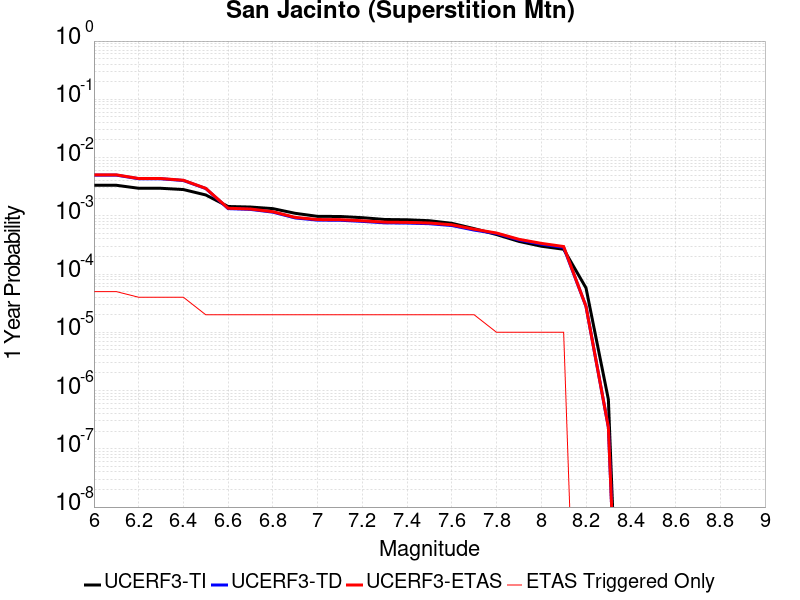 San Jacinto (Superstition Mtn)
10^0
10^-1
10^-2
10^-3
10^-4
10^-5
10^-6
10^-7
10^-8
1 Year Probability
6 6.2 6.4 6.6 6.8 7 7.2 7.4 7.6 7.8 8 8.2 8.4 8.6 8.8 9
Magnitude
UCERF3-TI UCERF3-TD UCERF3-ETAS ETAS Triggered Only